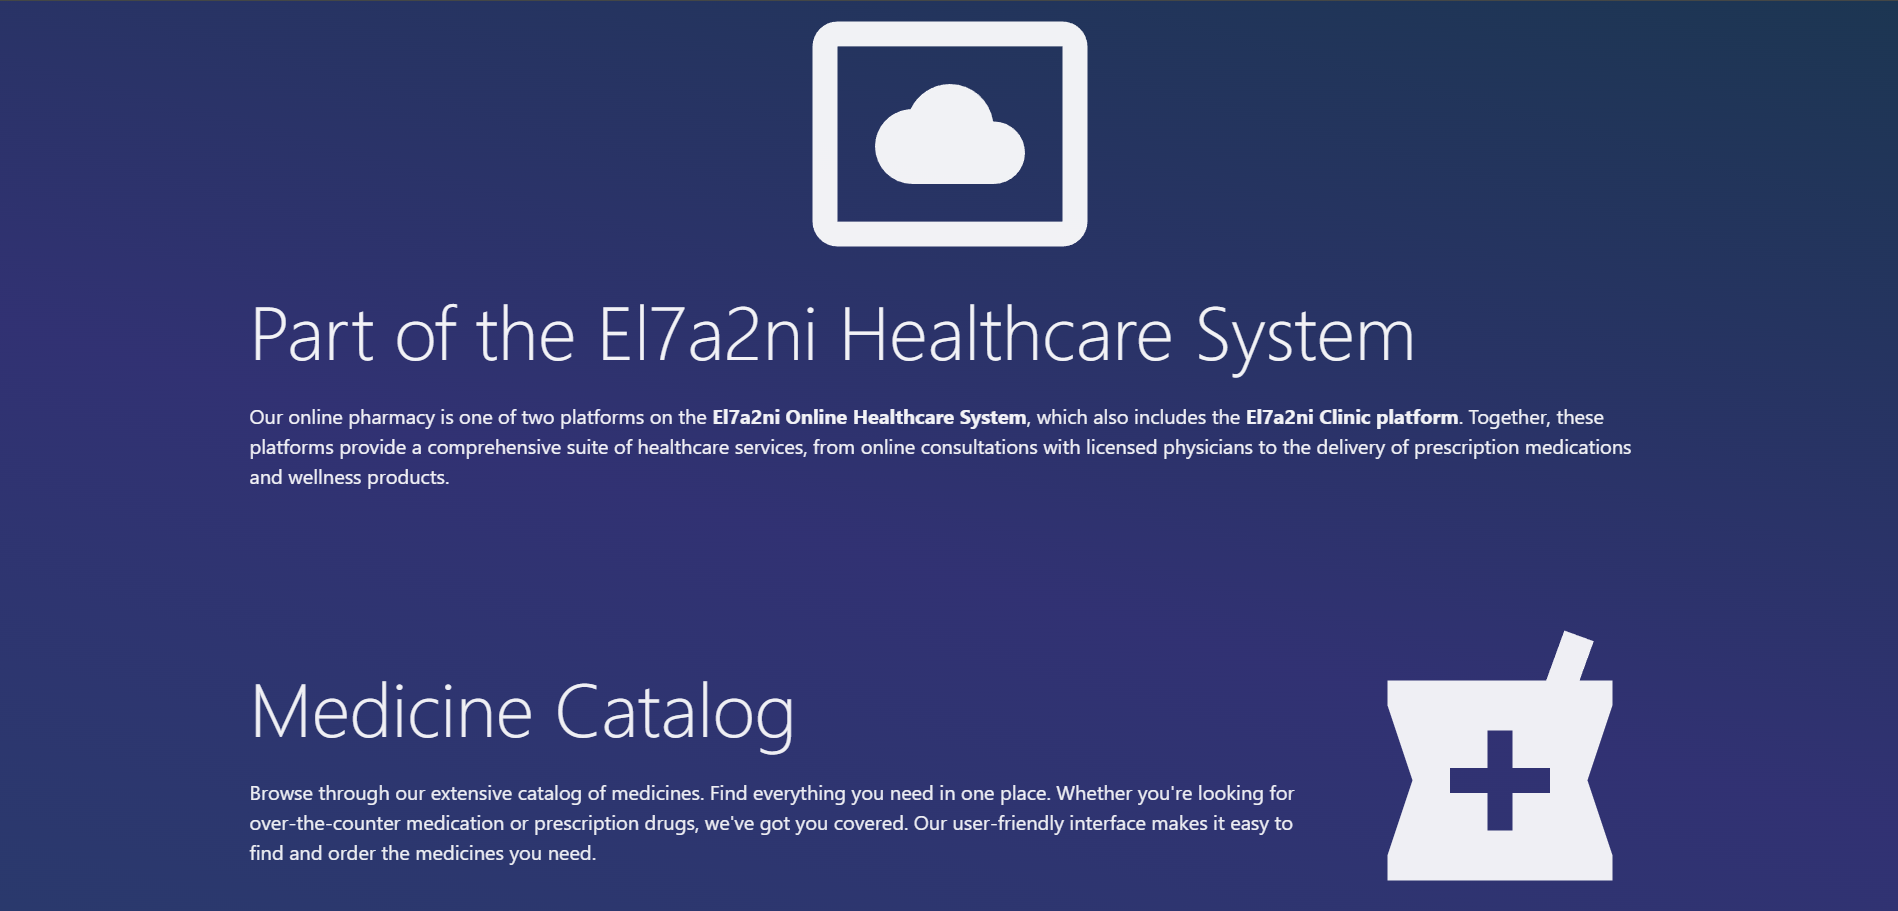 Part of the El7a2ni Healthcare System
Our online pharmacy is one of two platforms on the El7a2ni Online Healthcare System, which also includes the El7a2ni Clinic platform. Together, these
platforms provide a comprehensive suite of healthcare services, from online consultations with licensed physicians to the delivery of prescription medications
and wellness products.
Medicine Catalog
Browse through our extensive catalog of medicines. Find everything you need in one place. Whether you're looking for
over-the-counter medication or prescription drugs, we've got you covered. Our user-friendly interface makes it easy to
find and order the medicines you need.